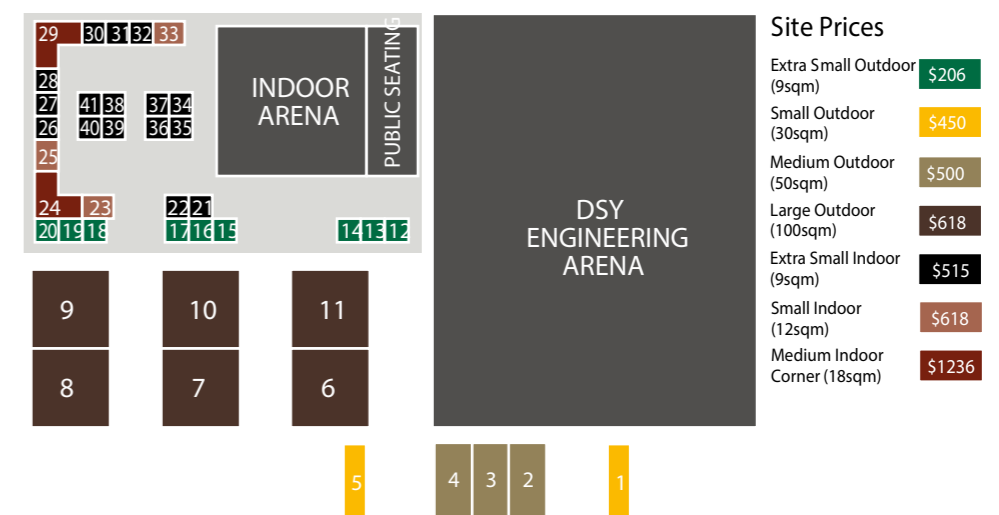 29 30 31 32 33
28
27 41 38 37 34
26 40 39 36 35
25
24 23 22 21
20 19 18 17 16 15 14 13 12
INDOOR
ARENA
PUBLIC SEATING
9 10 11
8 7 6
DSY
ENGINEERING
ARENA
5 4 3 2 1
Site Prices
Extra Small Outdoor
(9sqm)
$206
Small Outdoor
(30sqm)
$450
Medium Outdoor
(50sqm)
$500
Large Outdoor
(100sqm)
$618
Extra Small Indoor
(9sqm)
$515
Small Indoor
(12sqm)
$618
Medium Indoor
Corner (18sqm)
$1236